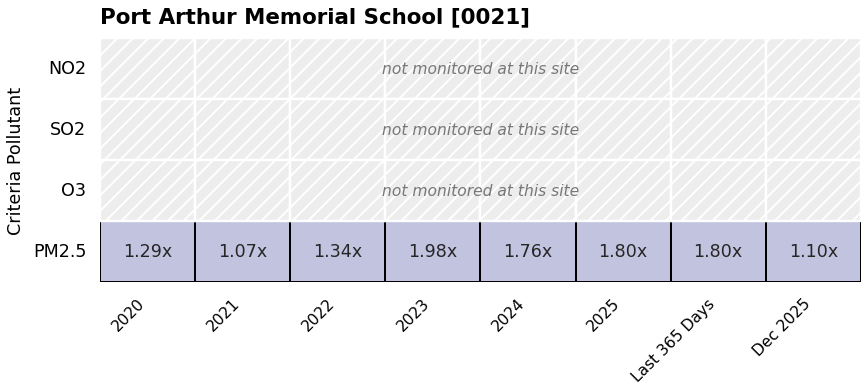 Port Arthur Memorial School [0021]
Criteria Pollutant
NO2 not monitored at this site
SO2 not monitored at this site
O3 not monitored at this site
PM2.5 1.29x 1.07x 1.34x 1.98x 1.76x 1.80x 1.80x 1.10x
2020 2021 2022 2023 2024 2025 Last 365 Days Dec 2025